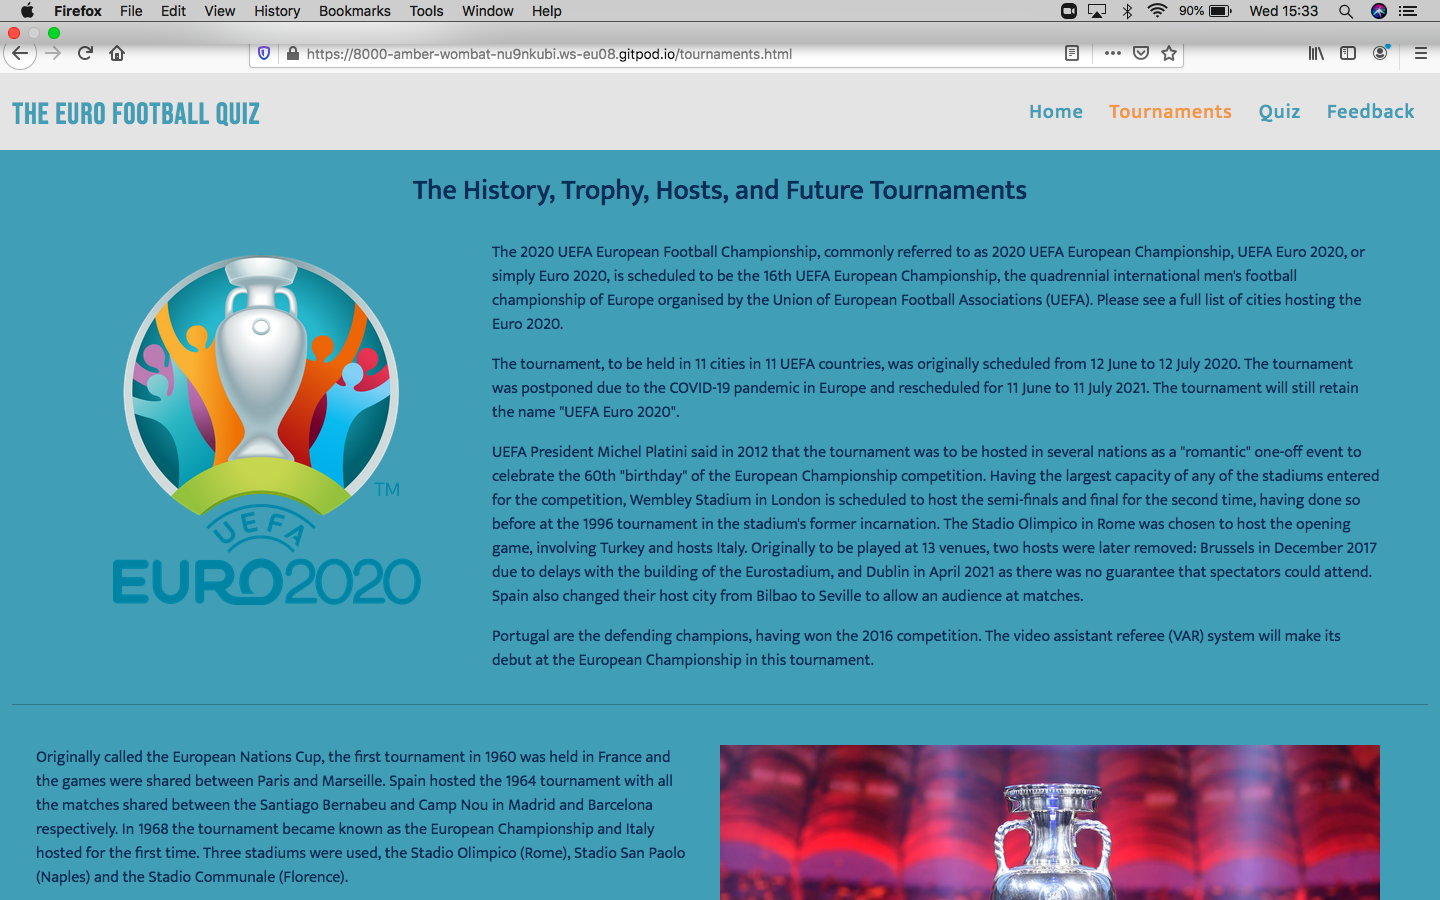 Firefox File Edit View History Bookmarks Tools Window Help 90% Wed 15:33
https://8000-amber-wombat-nu9nkubi.ws-eu08.gitpod.io/tournaments.html
THE EURO FOOTBALL QUIZ
Home Tournaments Quiz Feedback
The History, Trophy, Hosts, and Future Tournaments
TM
UEFA
EURO2020
The 2020 UEFA European Football Championship, commonly referred to as 2020 UEFA European Championship, UEFA Euro 2020, or
simply Euro 2020, is scheduled to be the 16th UEFA European Championship, the quadrennial international men's football
championship of Europe organised by the Union of European Football Associations (UEFA). Please see a full list of cities hosting the
Euro 2020.
The tournament, to be held in 11 cities in 11 UEFA countries, was originally scheduled from 12 June to 12 July 2020. The tournament
was postponed due to the COVID-19 pandemic in Europe and rescheduled for 11 June to 11 July 2021. The tournament will still retain
the name "UEFA Euro 2020".
UEFA President Michel Platini said in 2012 that the tournament was to be hosted in several nations as a "romantic" one-off event to
celebrate the 60th "birthday" of the European Championship competition. Having the largest capacity of any of the stadiums entered
for the competition, Wembley Stadium in London is scheduled to host the semi-finals and final for the second time, having done so
before at the 1996 tournament in the stadium's former incarnation. The Stadio Olimpico in Rome was chosen to host the opening
game, involving Turkey and hosts Italy. Originally to be played at 13 venues, two hosts were later removed: Brussels in December 2017
due to delays with the building of the Eurostadium, and Dublin in April 2021 as there was no guarantee that spectators could attend.
Spain also changed their host city from Bilbao to Seville to allow an audience at matches.
Portugal are the defending champions, having won the 2016 competition. The video assistant referee (VAR) system will make its
debut at the European Championship in this tournament.
Originally called the European Nations Cup, the first tournament in 1960 was held in France and
the games were shared between Paris and Marseille. Spain hosted the 1964 tournament with all
the matches shared between the Santiago Bernabeu and Camp Nou in Madrid and Barcelona
respectively. In 1968 the tournament became known as the European Championship and Italy
hosted for the first time. Three stadiums were used, the Stadio Olimpico (Rome), Stadio San Paolo
(Naples) and the Stadio Communale (Florence).